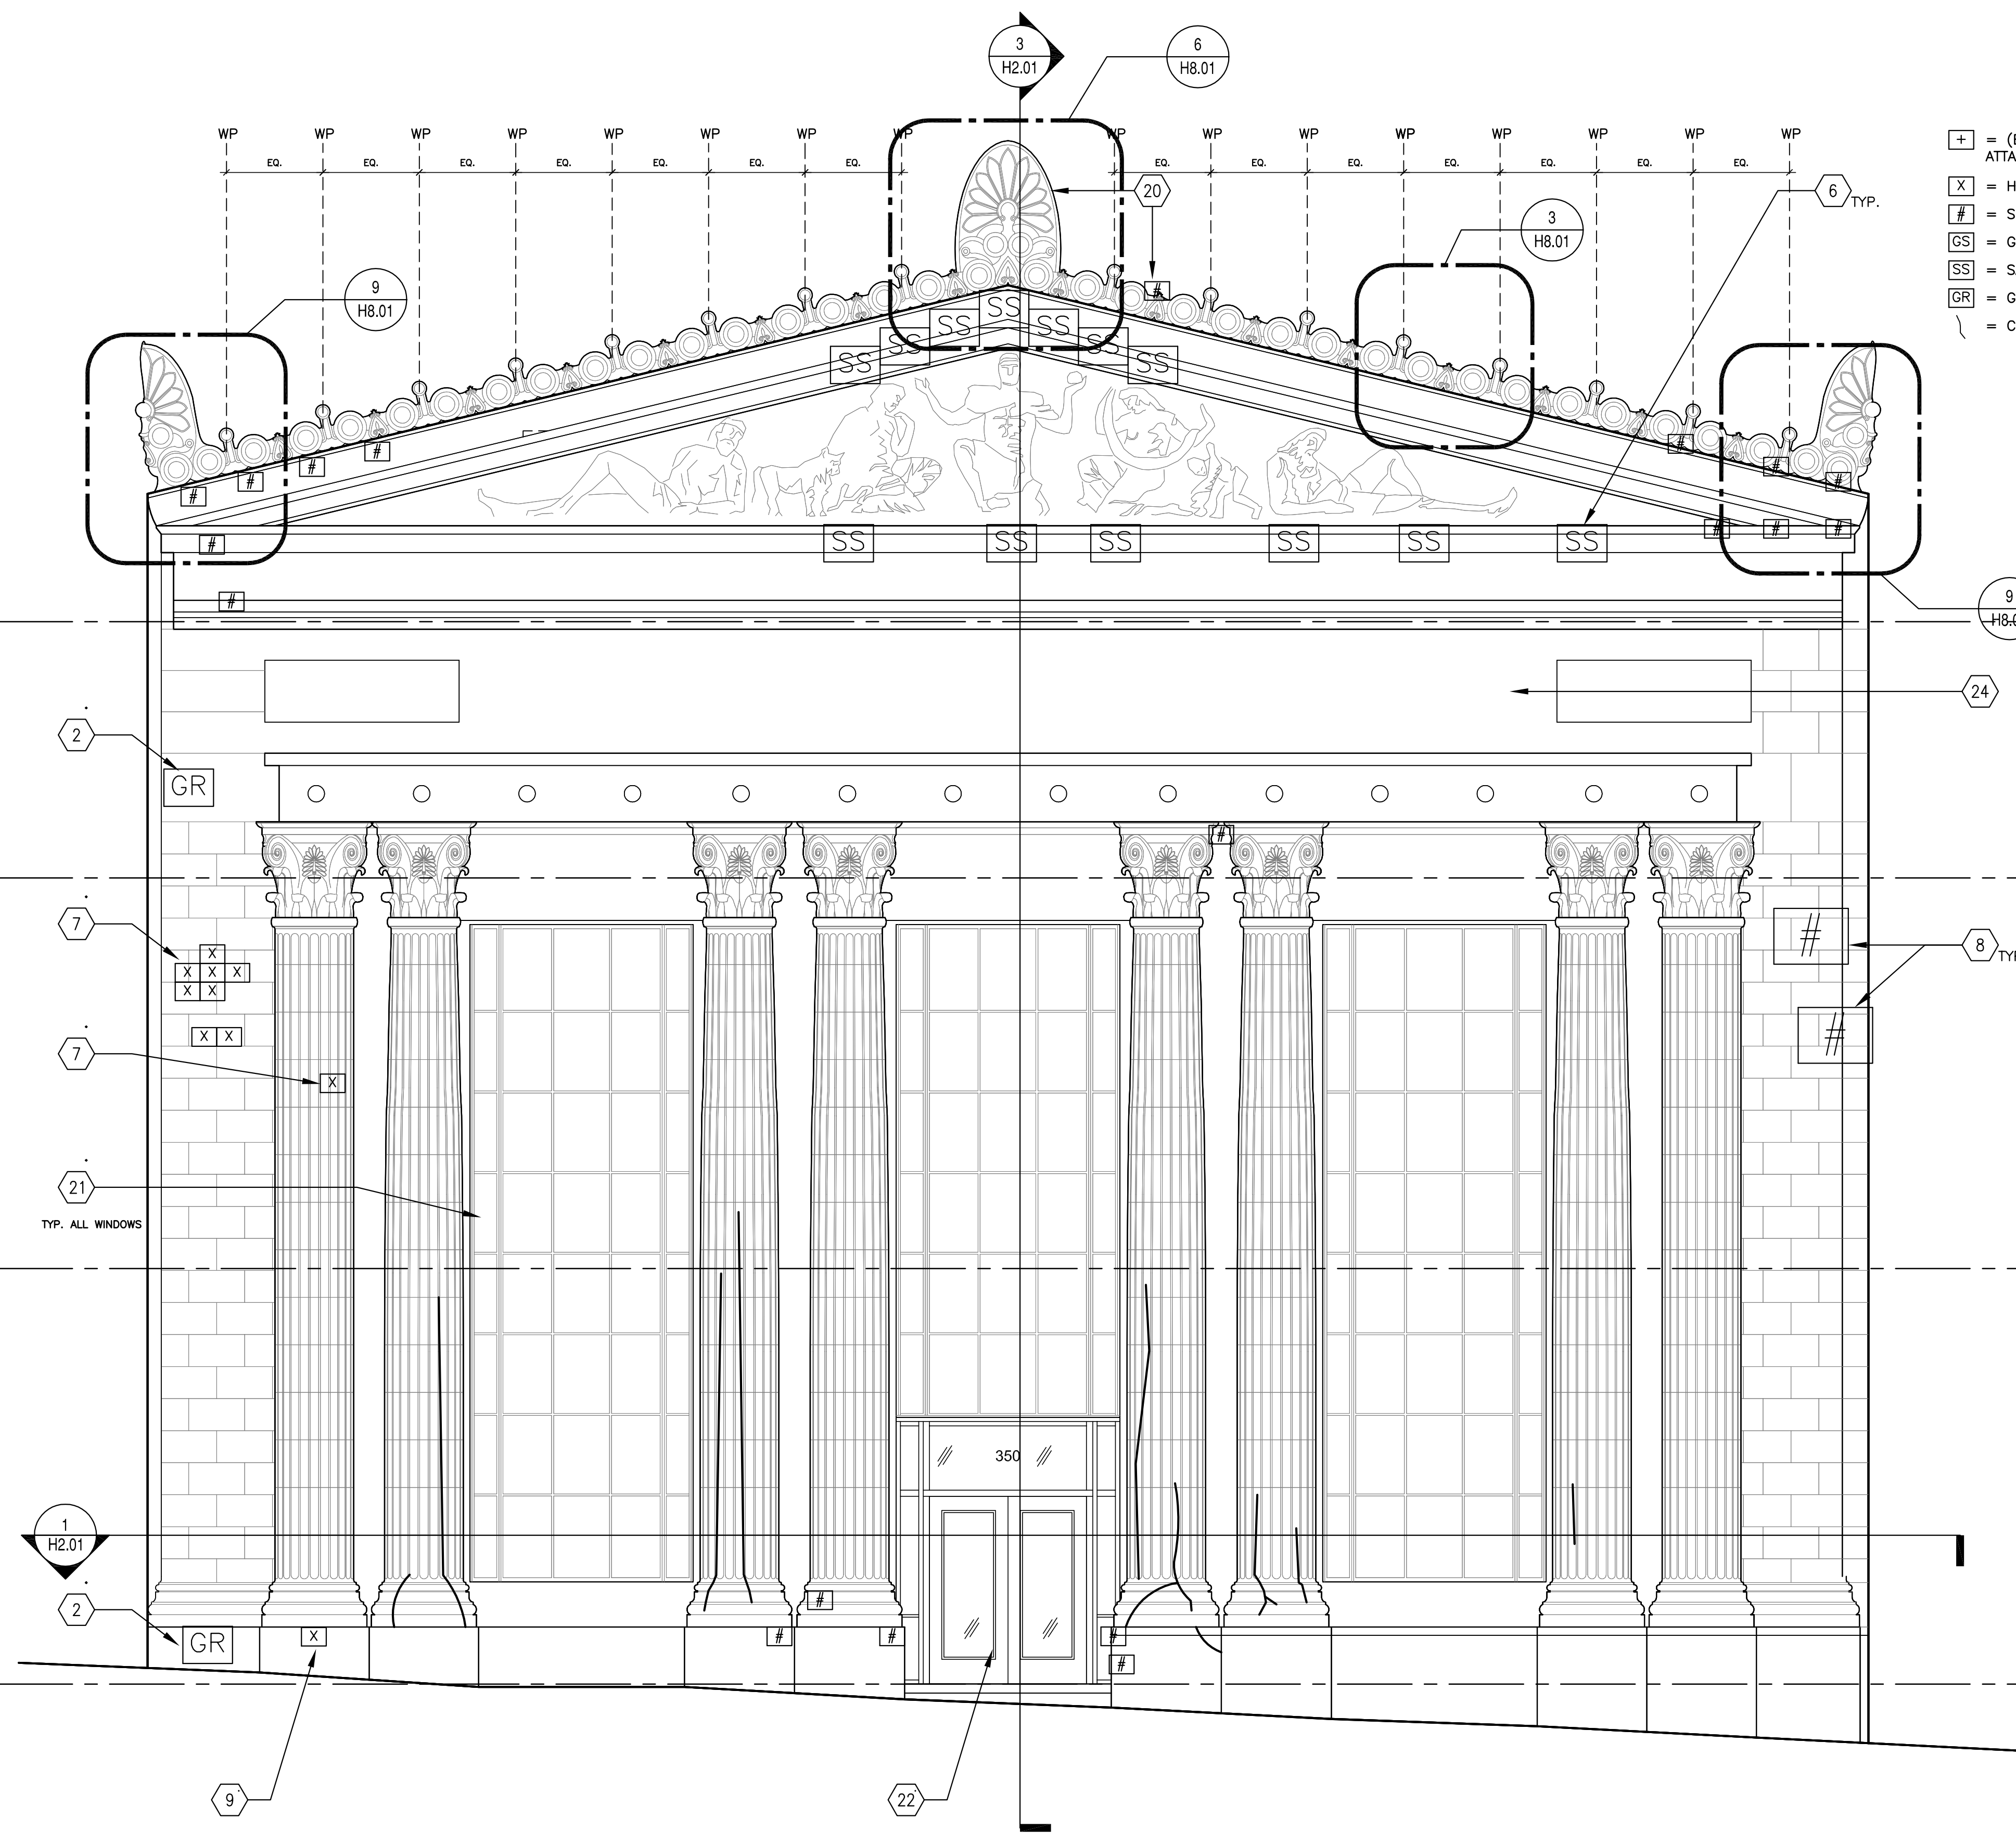 3
H2.01
6
H8.01
WP WP WP WP WP WP WP WP WP WP WP WP WP WP WP WP
EQ. EQ. EQ. EQ. EQ. EQ. EQ. EQ. EQ. EQ. EQ. EQ. EQ. EQ.
+ = (E
ATTA
X = H
# = S
GS = G
SS = S
GR = G
= C
20
6 TYP.
3
H8.01
9
H8.01
#
SS
SS SS
SS SS
SS SS
# # # #
# # #
# # # #
SS SS SS SS SS SS
#
9
H8.0
24
2
GR
#
7
X
X X X
X X
X X
#
8 TYP
#
7
X
21
TYP. ALL WINDOWS
350
1
H2.01
2
GR
X
#
# # #
#
9
22